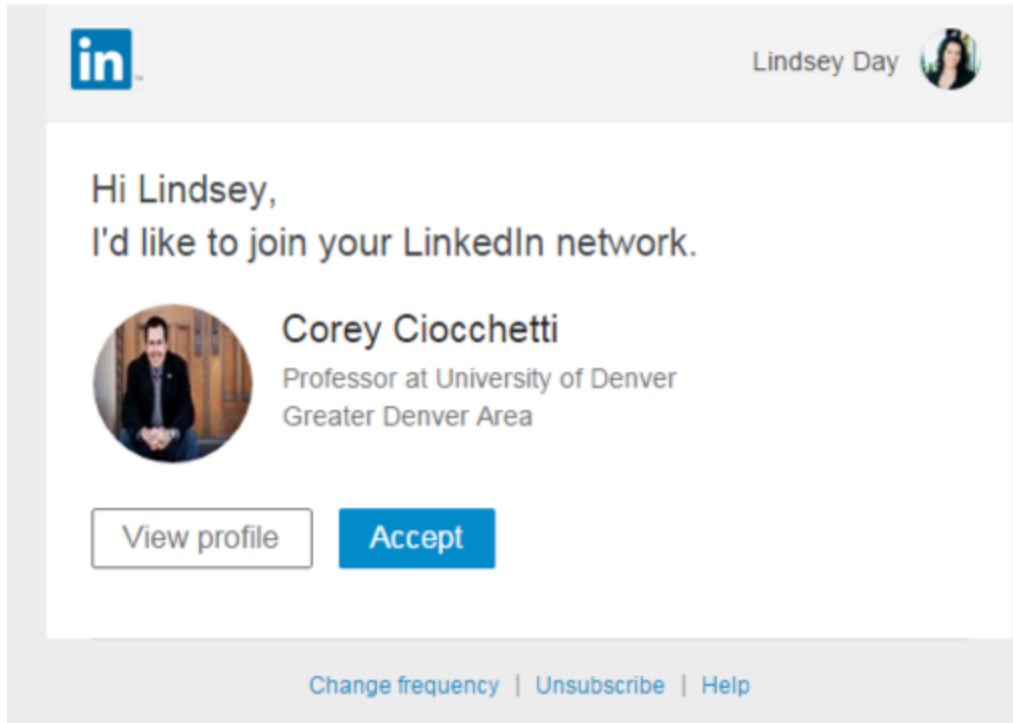 in
Lindsey Day
Hi Lindsey,
I'd like to join your LinkedIn network.
Corey Ciocchetti
Professor at University of Denver
Greater Denver Area
View profile Accept
Change frequency | Unsubscribe | Help